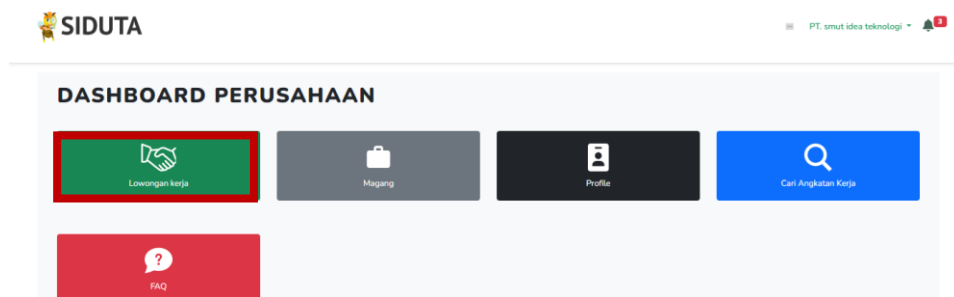 SIDUTA
PT. smut idea teknologi
3
DASHBOARD PERUSAHAAN
Lowongan kerja
Magang
Profile
Cari Angkatan Kerja
?
FAQ